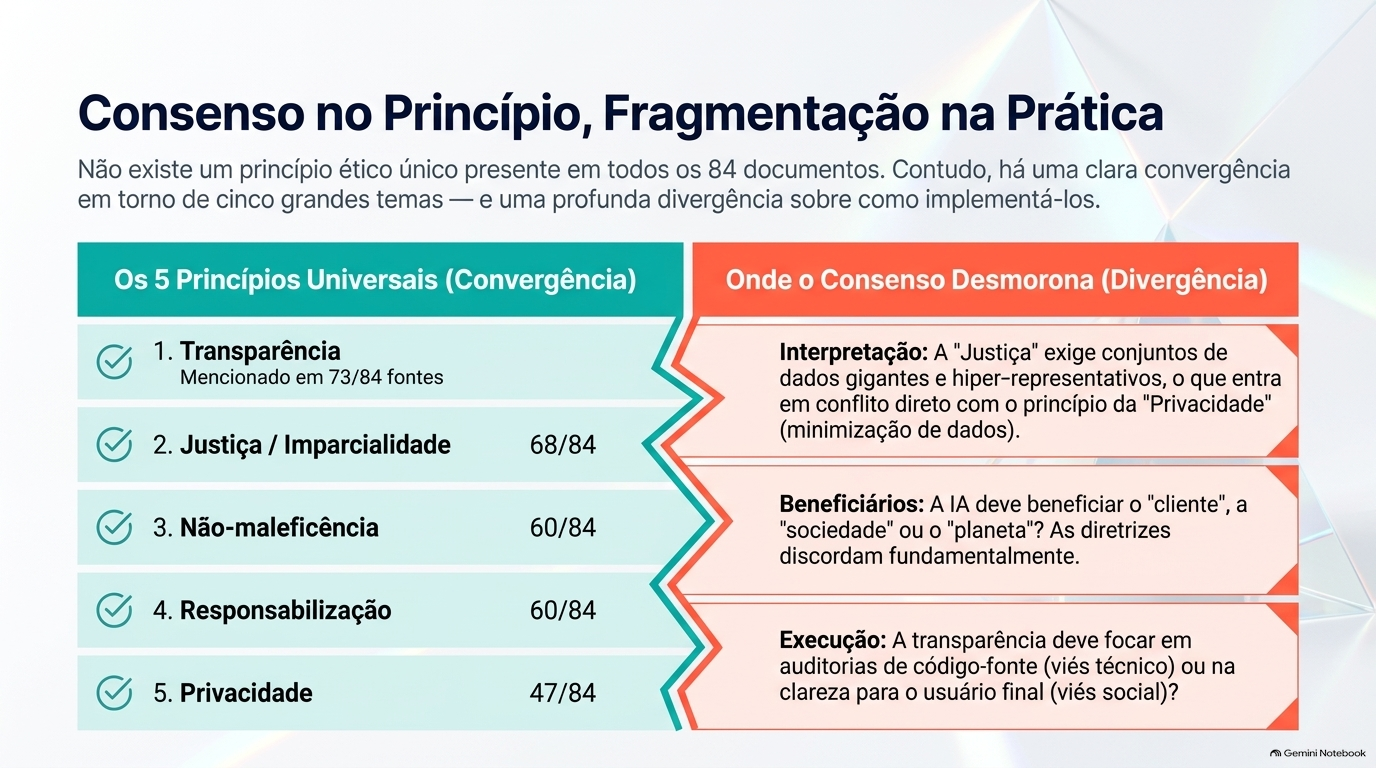 Consenso no Princípio, Fragmentação na Prática
Não existe um princípio ético único presente em todos os 84 documentos. Contudo, há uma clara convergência
em torno de cinco grandes temas — e uma profunda divergência sobre como implementá-los.
Os 5 Princípios Universais (Convergência)
1. Transparência
Mencionado em 73/84 fontes
2. Justiça / Imparcialidade 68/84
3. Não-maleficência 60/84
4. Responsabilização 60/84
5. Privacidade 47/84
Onde o Consenso Desmorona (Divergência)
Interpretação: A "Justiça" exige conjuntos de
dados gigantes e hiper-representativos, o que entra
em conflito direto com o princípio da "Privacidade"
(minimização de dados).
Beneficiários: A IA deve beneficiar o "cliente", a
"sociedade" ou o "planeta"? As diretrizes
discordam fundamentalmente.
Execução: A transparência deve focar em
auditorias de código-fonte (viés técnico) ou na
clareza para o usuário final (viés social)?
Gemini Notebook